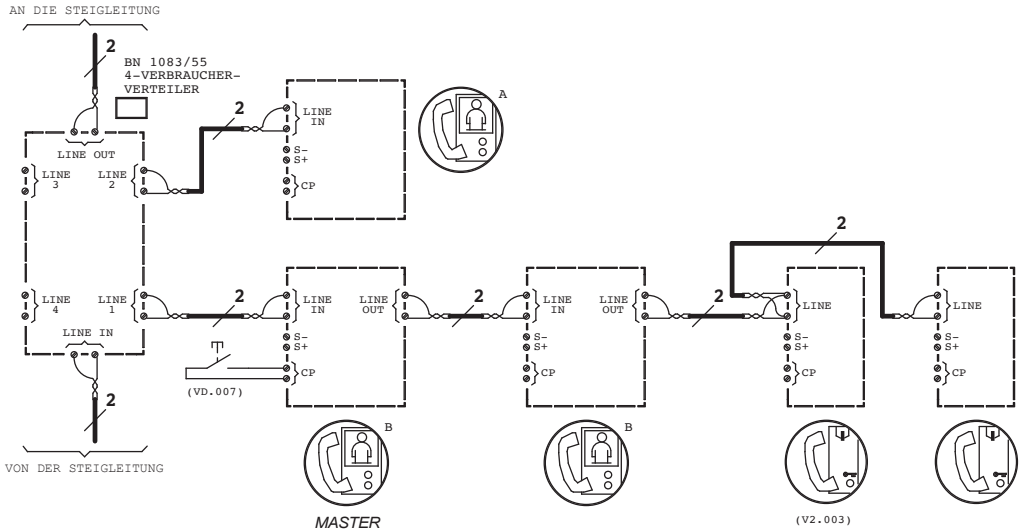 AN DIE STEIGLEITUNG
2
BN 1083/55
4-VERBRAUCHER-
VERTEILER
LINE OUT
LINE
3
LINE
2
2
LINE
IN
S-
S+
CP
A
LINE
4
LINE
1
LINE IN
2
VON DER STEIGLEITUNG
2
(VD.007)
LINE
IN
LINE
OUT
S-
S+
CP
B
MASTER
2
LINE
IN
LINE
OUT
S-
S+
CP
B
2
2
LINE
S-
S+
CP
(V2.003)
LINE
S-
S+
CP